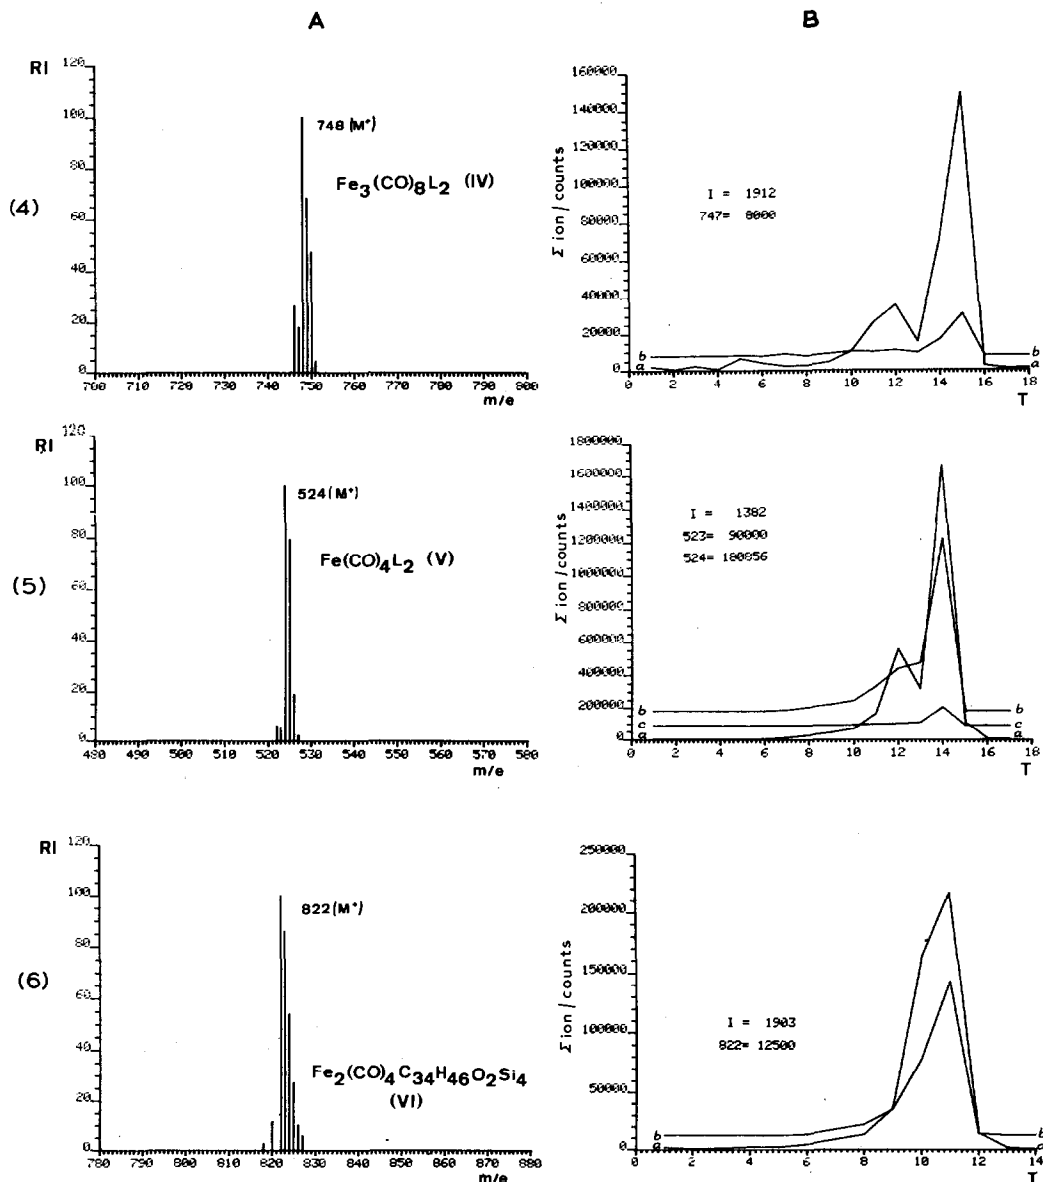 A
B
RI
120
100
80
60
40
20
0
748 (M⁺)
Fe₃(CO)₈L₂ (IV)
(4)
700 710 720 730 740 750 760 770 780 790 800
m/e
160000
140000
120000
100000
80000
60000
40000
20000
0
Σ ion/counts
I = 1912
747= 8000
b
a
b
a
0 2 4 6 8 10 12 14 16 18
T
RI
120
100
80
60
40
20
0
524 (M⁺)
Fe(CO)₄L₂ (V)
(5)
480 490 500 510 520 530 540 550 560 570 580
m/e
1800000
1600000
1400000
1200000
1000000
800000
600000
400000
200000
0
Σ ion/counts
I = 1382
523= 90000
524= 180856
b
c
a
b
c
a
0 2 4 6 8 10 12 14 16 18
T
RI
120
100
80
60
40
20
0
822 (M⁺)
(6)
Fe₂(CO)₄C₃₄H₄₆O₂Si₄
(VI)
780 790 800 810 820 830 840 850 860 870 880
m/e
250000
200000
150000
100000
50000
0
Σ ion/counts
I = 1903
822= 12500
b
a
b
a
0 2 4 6 8 10 12 14
T